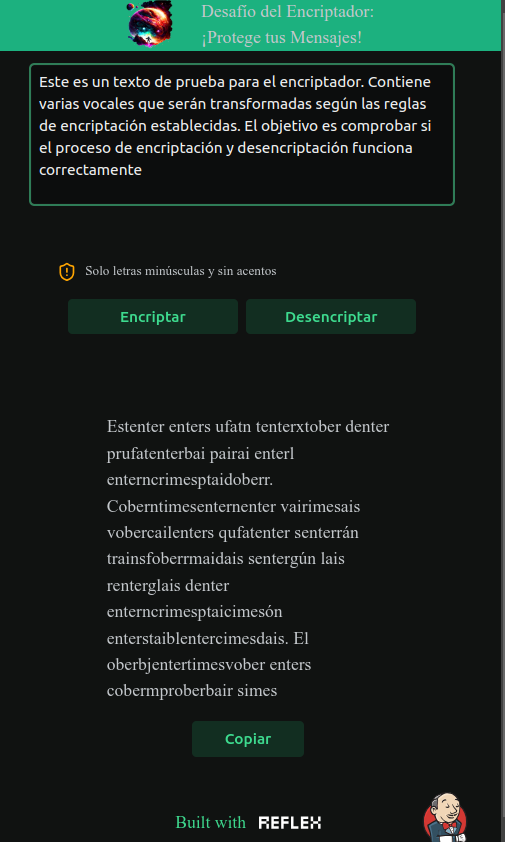 Desafío del Encriptador:
¡Protege tus Mensajes!
Este es un texto de prueba para el encriptador. Contiene
varias vocales que serán transformadas según las reglas
de encriptación establecidas. El objetivo es comprobar si
el proceso de encriptación y desencriptación funciona
correctamente
Solo letras minúsculas y sin acentos
Encriptar
Desencriptar
Estenter enters ufatn tenterxtober denter
prufatenterbai pairai enterl
enterncrimesptaidoberr.
Coberntimesenternenter vairimesais
vobercailenters qufatenter senterrán
trainsfoberrmaidais sentergún lais
renterglais denter
enterncrimesptaicimesón
enterstaiblentercimesdais. El
oberbjentertimesvober enters
cobermproberbair simes
Copiar
Built with REFLEX